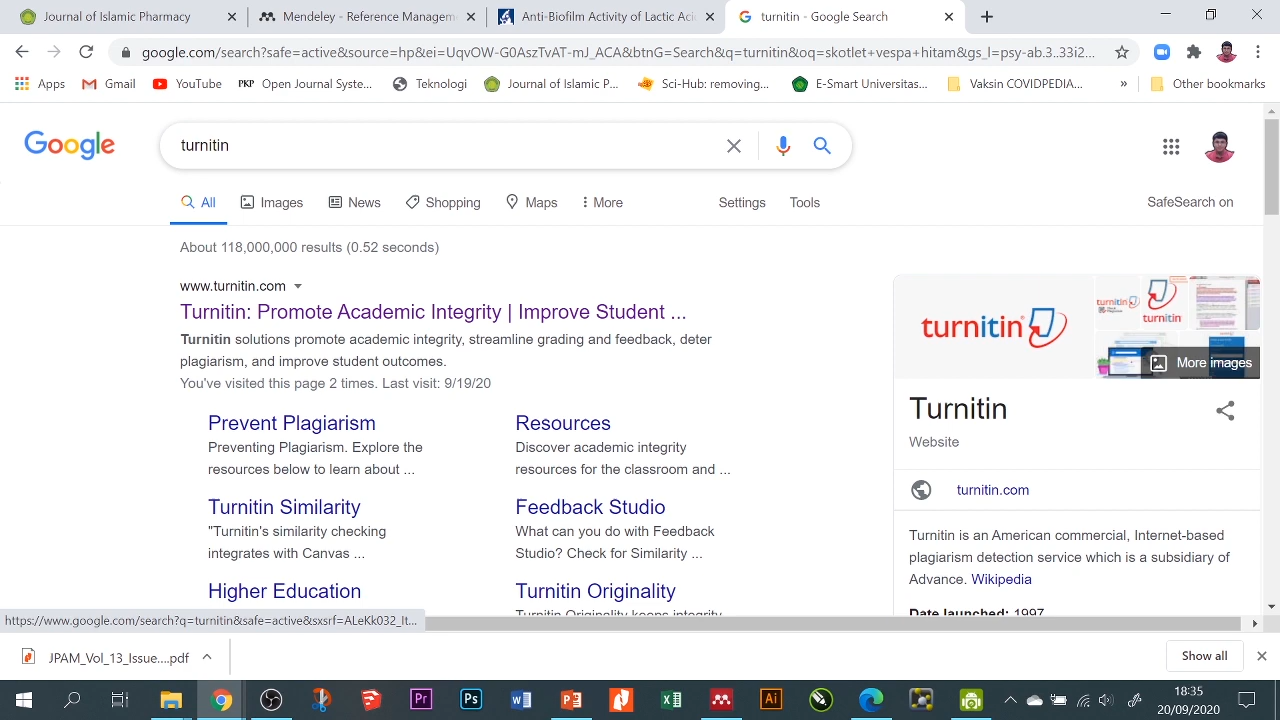 Journal of Islamic Pharmacy
Mendeley - Reference Managem
Anti-Biofilm Activity of Lactic Aci
turnitin - Google Search
google.com/search?safe=active&source=hp&ei=UqvOW-G0AszTvAT-mJ_ACA&btnG=Search&q=turnitin&oq=skotlet+vespa+hitam&gs_l=psy-ab.3..33i2...
Apps
Gmail
YouTube
PKP Open Journal Syste...
Teknologi
Journal of Islamic P...
Sci-Hub: removing...
E-Smart Universitas...
Vaksin COVIDPEDIA...
»
Other bookmarks
Google
turnitin
All
Images
News
Shopping
Maps
More
Settings
Tools
SafeSearch on
About 118,000,000 results (0.52 seconds)
www.turnitin.com
Turnitin: Promote Academic Integrity | Improve Student ...
Turnitin solutions promote academic integrity, streamline grading and feedback, deter
plagiarism, and improve student outcomes.
You've visited this page 2 times. Last visit: 9/19/20
Prevent Plagiarism
Preventing Plagiarism. Explore the
resources below to learn about ...
Resources
Discover academic integrity
resources for the classroom and ...
Turnitin Similarity
"Turnitin's similarity checking
integrates with Canvas ...
Feedback Studio
What can you do with Feedback
Studio? Check for Similarity ...
Higher Education
Turnitin Originality
Turnitin Originality keeps integrity
turnitin
turnitin
turnitin
More images
Turnitin
Website
turnitin.com
Turnitin is an American commercial, Internet-based
plagiarism detection service which is a subsidiary of
Advance. Wikipedia
Date launched: 1997
https://www.google.com/search?q=turnitin&safe=active&sxsrf=ALeKk032_It...
JPAM_Vol_13_Issue....pdf
Show all
Pr
Ps
Ai
18:35
20/09/2020